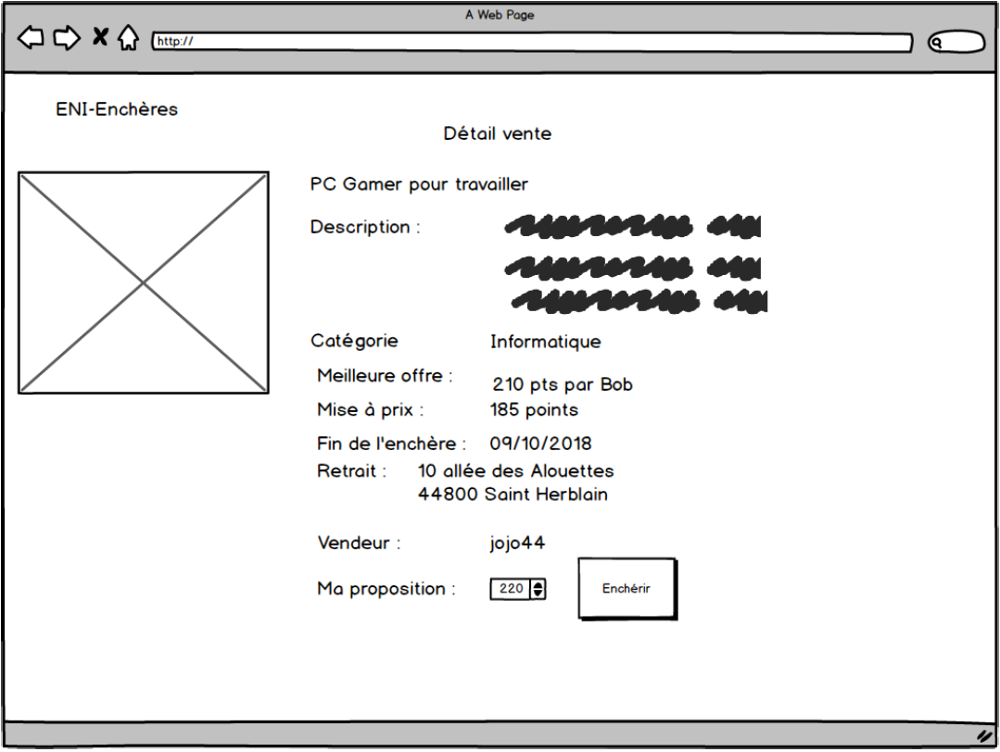 A Web Page
http://
ENI-Enchères
Détail vente
PC Gamer pour travailler
Description :
Catégorie Informatique
Meilleure offre : 210 pts par Bob
Mise à prix : 185 points
Fin de l'enchère : 09/10/2018
Retrait : 10 allée des Alouettes
44800 Saint Herblain
Vendeur : jojo44
Ma proposition : 220 Enchérir